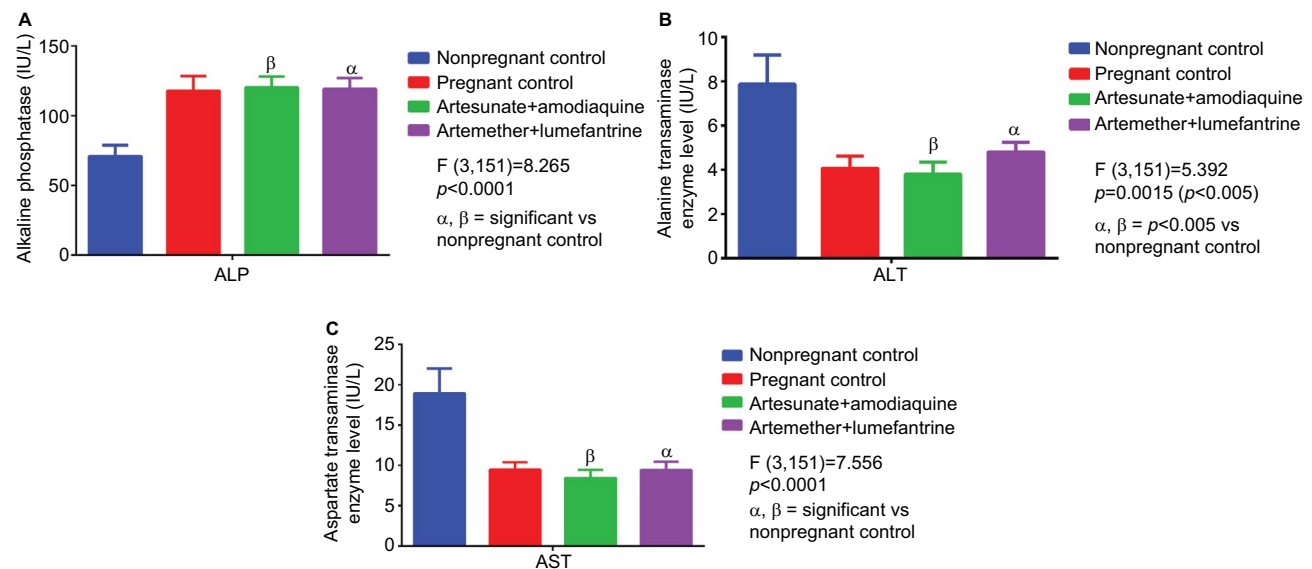 A
Alkaline phosphatase (IU/L)
150
100
50
0
β
α
ALP
Nonpregnant control
Pregnant control
Artesunate+amodiaquine
Artemether+lumefantrine
F (3,151)=8.265
p<0.0001
α, β = significant vs
nonpregnant control
B
Alanine transaminase
enzyme level (IU/L)
10
8
6
4
2
0
β
α
ALT
Nonpregnant control
Pregnant control
Artesunate+amodiaquine
Artemether+lumefantrine
F (3,151)=5.392
p=0.0015 (p<0.005)
α, β = p<0.005 vs
nonpregnant control
C
Aspartate transaminase
enzyme level (IU/L)
25
20
15
10
5
0
β
α
AST
Nonpregnant control
Pregnant control
Artesunate+amodiaquine
Artemether+lumefantrine
F (3,151)=7.556
p<0.0001
α, β = significant vs
nonpregnant control